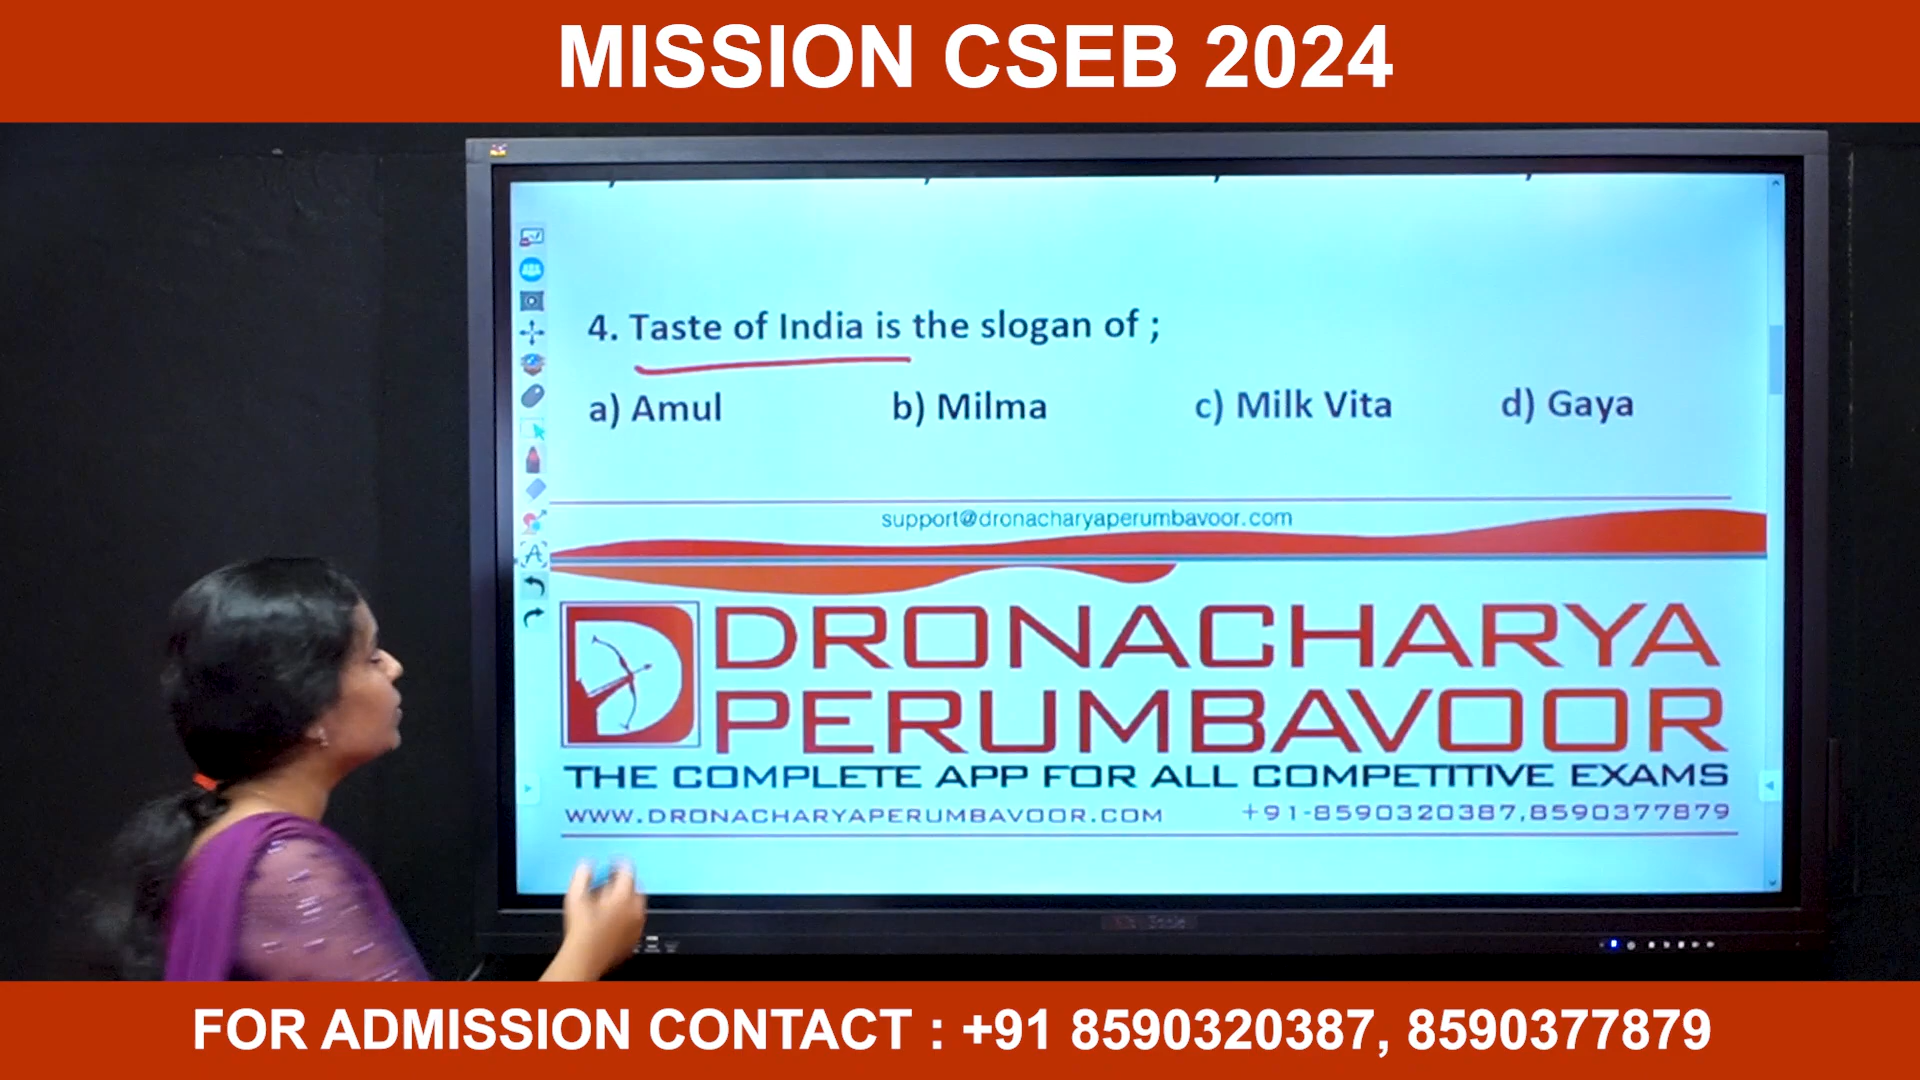 MISSION CSEB 2024
4. Taste of India is the slogan of ;
a) Amul b) Milma c) Milk Vita d) Gaya
support@dronacharyaperumbavoor.com
DRONACHARYA
PERUMBAVOOR
THE COMPLETE APP FOR ALL COMPETITIVE EXAMS
WWW.DRONACHARYAPERUMBAVOOR.COM +91-8590320387,8590377879
FOR ADMISSION CONTACT : +91 8590320387, 8590377879